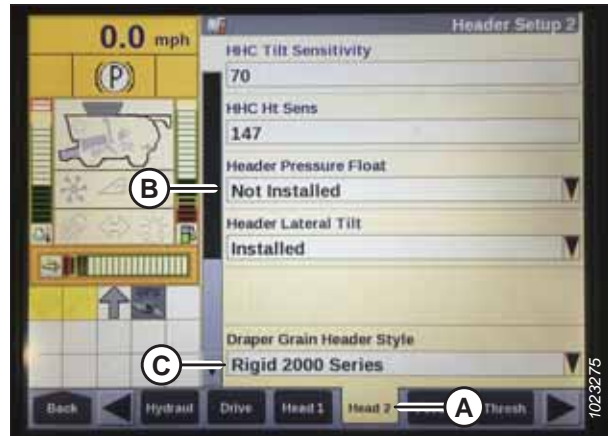 0.0 mph
(P)
Header Setup 2
HHC Tilt Sensitivity
70
HHC Ht Sens
147
Header Pressure Float
B
Not Installed
Header Lateral Tilt
Installed
Draper Grain Header Style
C
Rigid 2000 Series
Back
Hydraul
Drive
Head 1
Head 2
A
Thresh
1023275